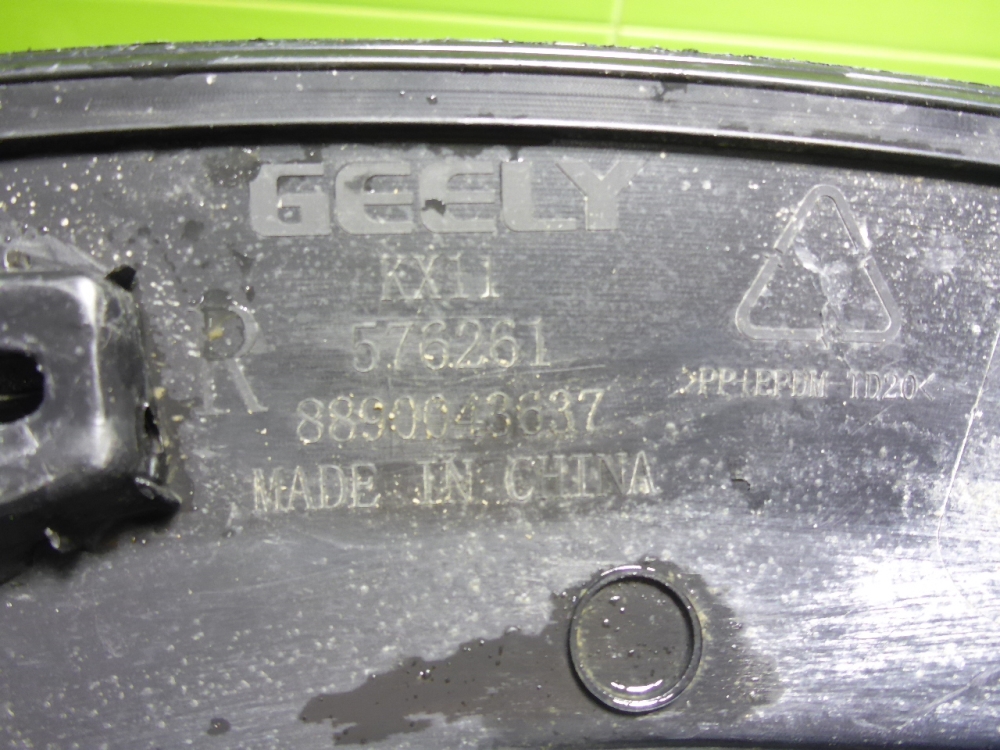 GEELY
KX11
R
576261
8890043637
>PP+EPDM TD20<
MADE IN CHINA